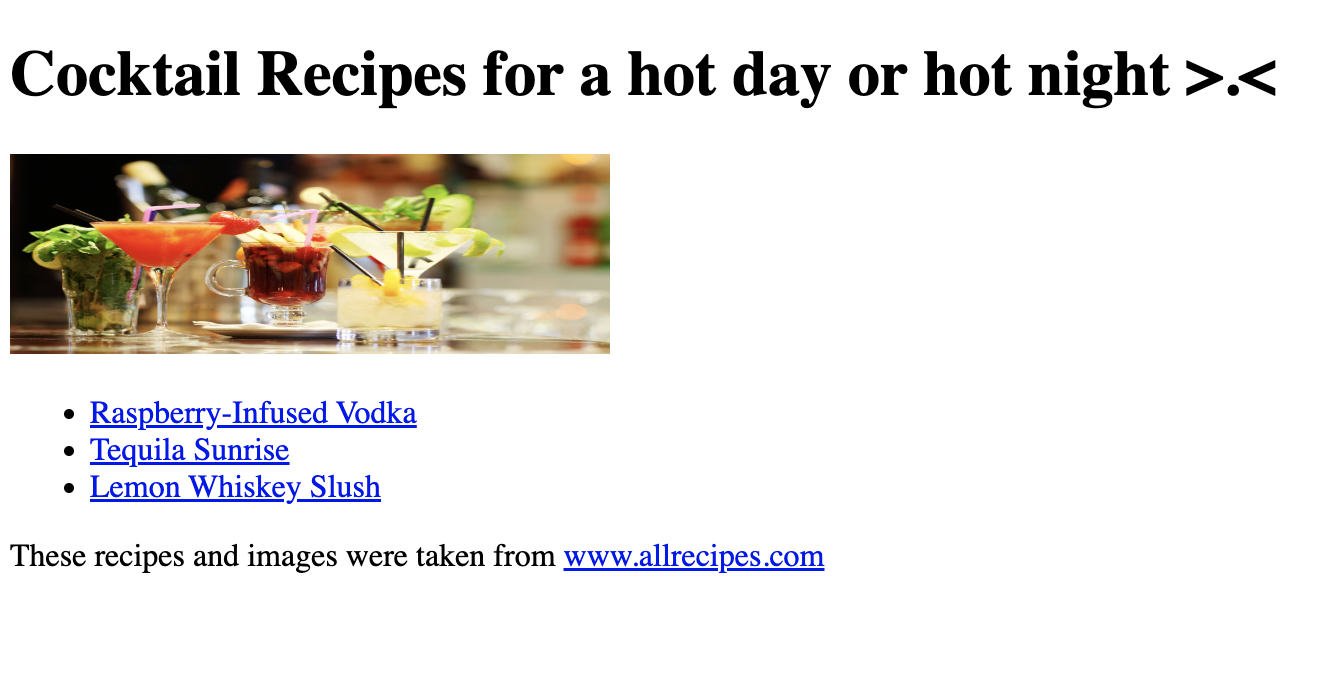 Cocktail Recipes for a hot day or hot night >.<
Raspberry-Infused Vodka
Tequila Sunrise
Lemon Whiskey Slush
These recipes and images were taken from www.allrecipes.com